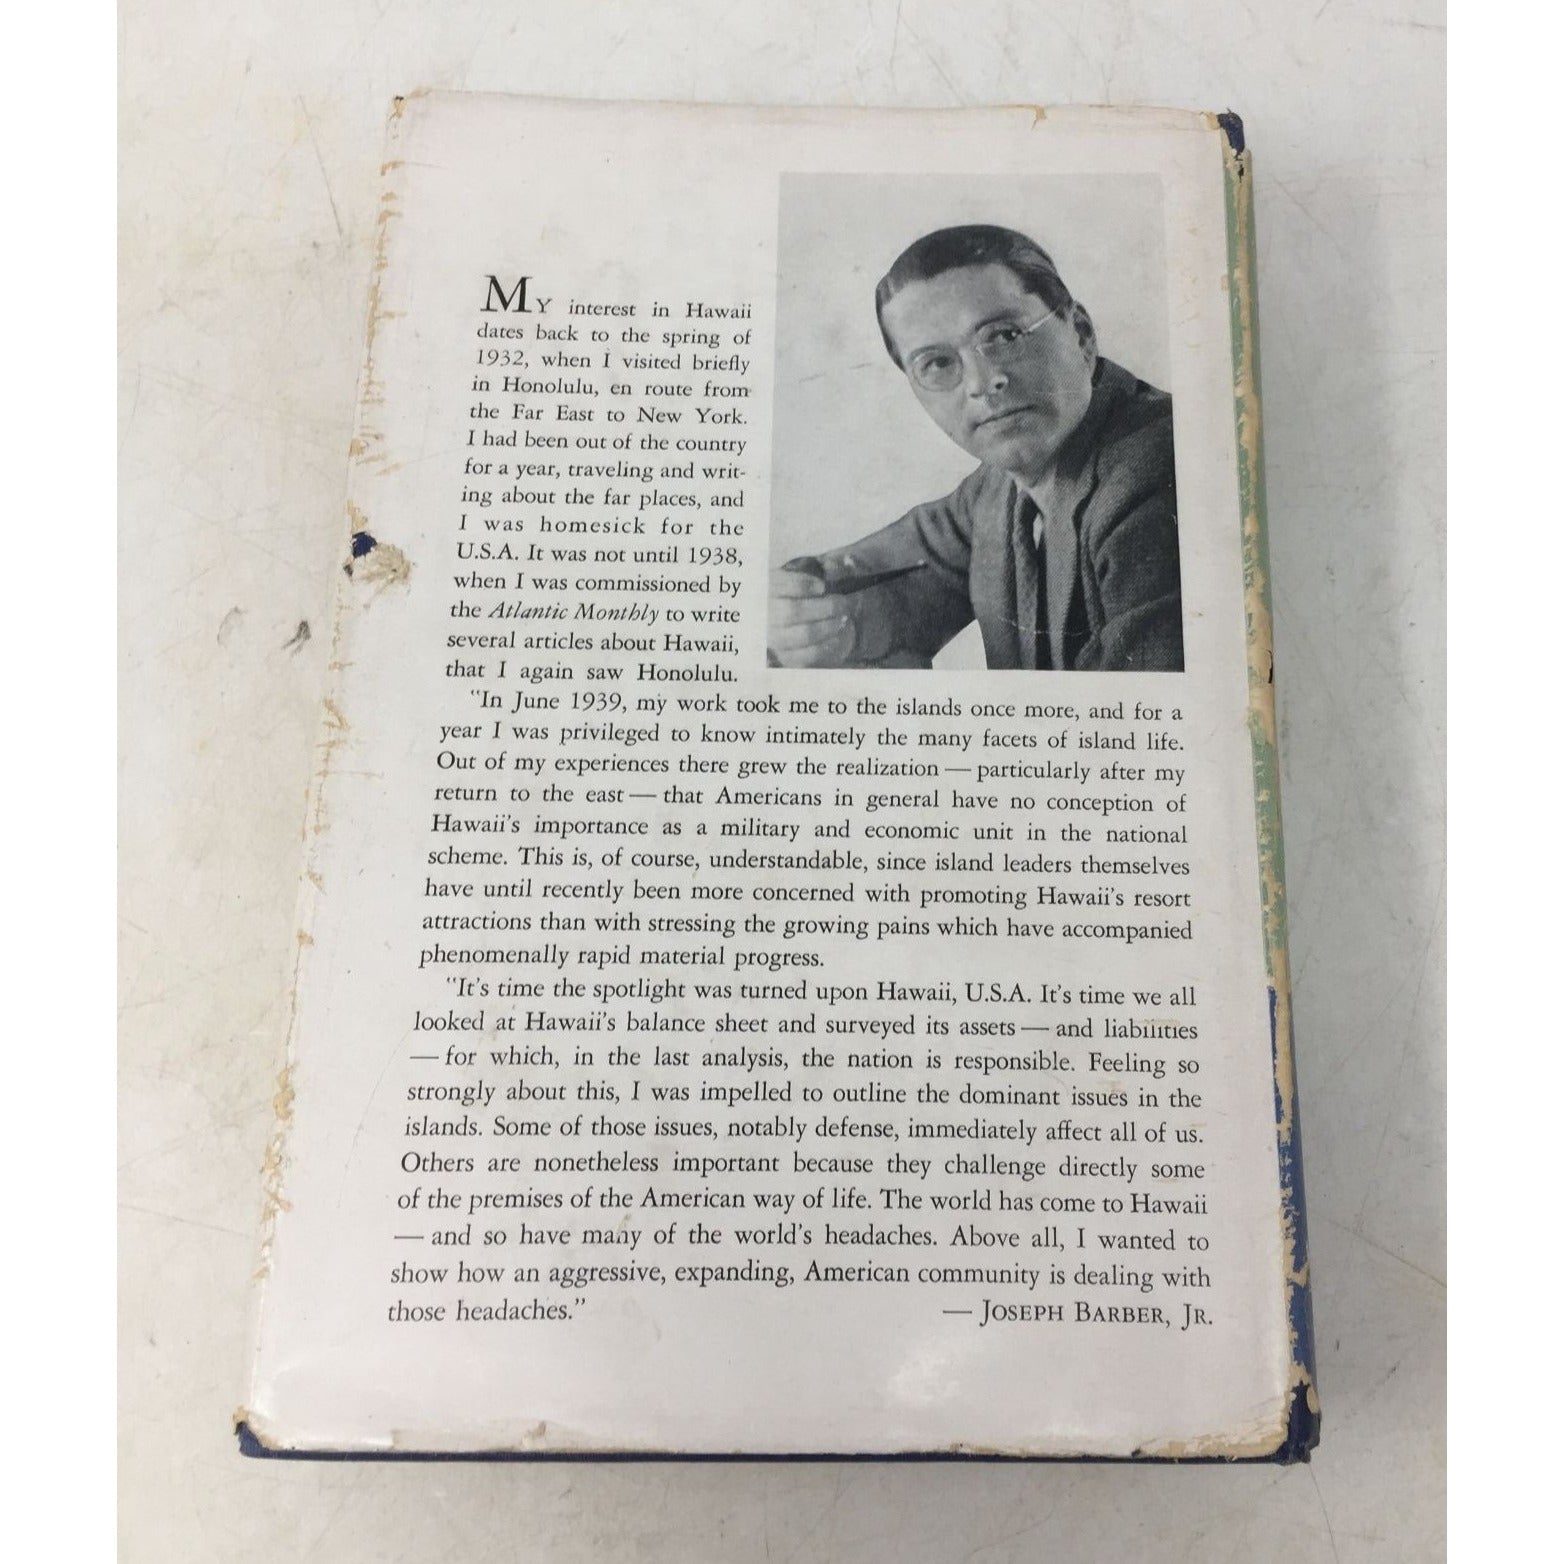 MY interest in Hawaii
dates back to the spring of
1932, when I visited briefly
in Honolulu, en route from
the Far East to New York.
I had been out of the country
for a year, traveling and writ-
ing about the far places, and
I was homesick for the
U.S.A. It was not until 1938,
when I was commissioned by
the Atlantic Monthly to write
several articles about Hawaii,
that I again saw Honolulu.
"In June 1939, my work took me to the islands once more, and for a
year I was privileged to know intimately the many facets of island life.
Out of my experiences there grew the realization — particularly after my
return to the east — that Americans in general have no conception of
Hawaii's importance as a military and economic unit in the national
scheme. This is, of course, understandable, since island leaders themselves
have until recently been more concerned with promoting Hawaii's resort
attractions than with stressing the growing pains which have accompanied
phenomenally rapid material progress.
"It's time the spotlight was turned upon Hawaii, U.S.A. It's time we all
looked at Hawaii's balance sheet and surveyed its assets — and liabilities
— for which, in the last analysis, the nation is responsible. Feeling so
strongly about this, I was impelled to outline the dominant issues in the
islands. Some of those issues, notably defense, immediately affect all of us.
Others are nonetheless important because they challenge directly some
of the premises of the American way of life. The world has come to Hawaii
— and so have many of the world's headaches. Above all, I wanted to
show how an aggressive, expanding, American community is dealing with
those headaches." — JOSEPH BARBER, JR.